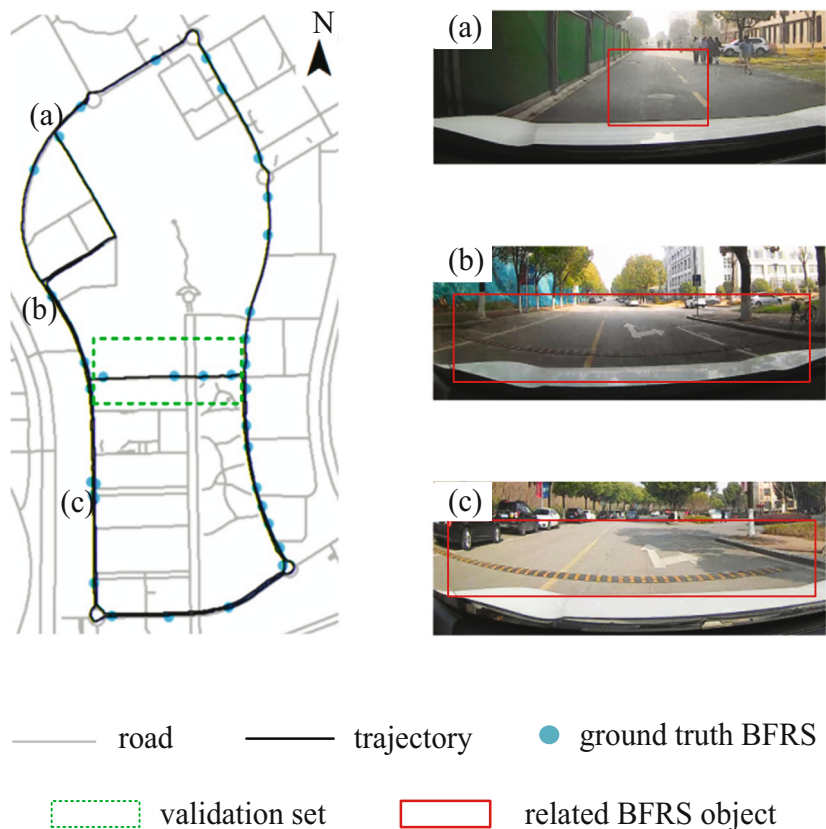 N
(a)
(b)
(c)
(a)
(b)
(c)
road
trajectory
ground truth BFRS
validation set
related BFRS object